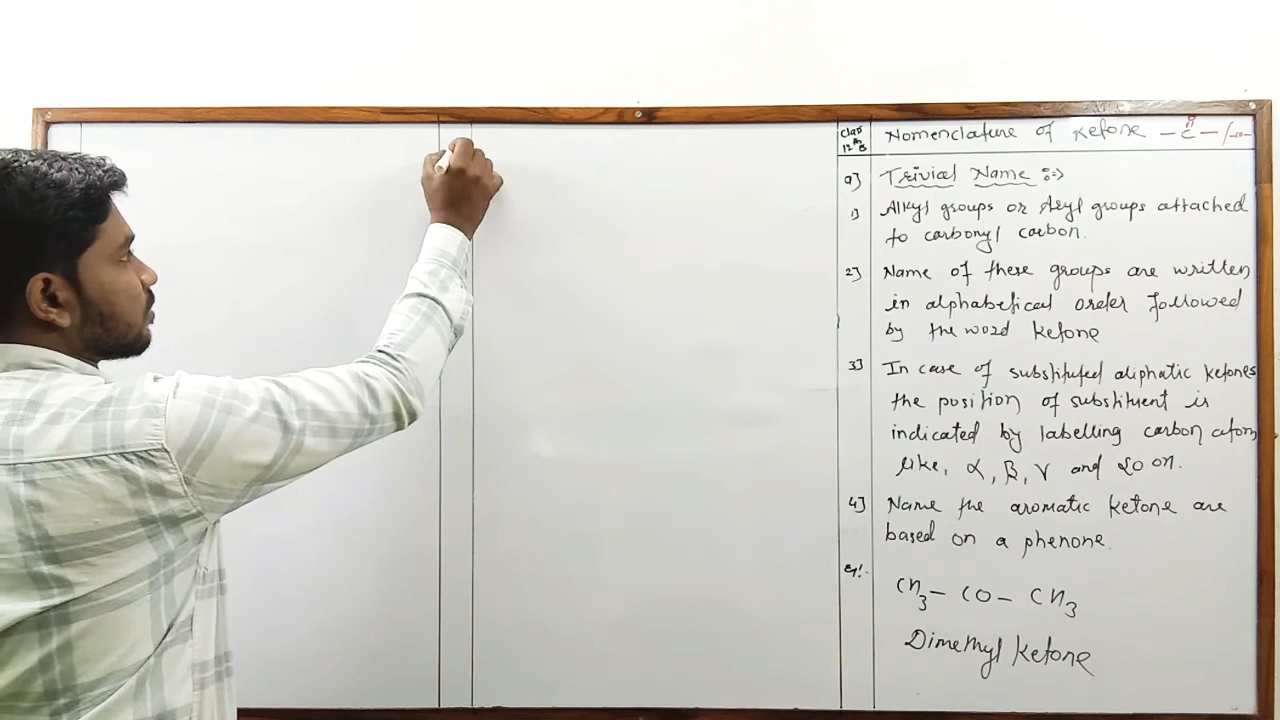 Class 12th B
Nomenclature of Ketone - C - / -co-
a] Trivial Name :->
1) Alkyl groups or Aryl groups attached
to carbonyl carbon.
2] Name of these groups are written
in alphabetical order followed
by the word Ketone
3] In case of substituted aliphatic ketones
the position of substituent is
indicated by labelling carbon atom
like, α, β, γ and so on.
4] Name the aromatic ketone are
based on a phenone.
Eg:-
CH3 - CO - CH3
Dimethyl Ketone